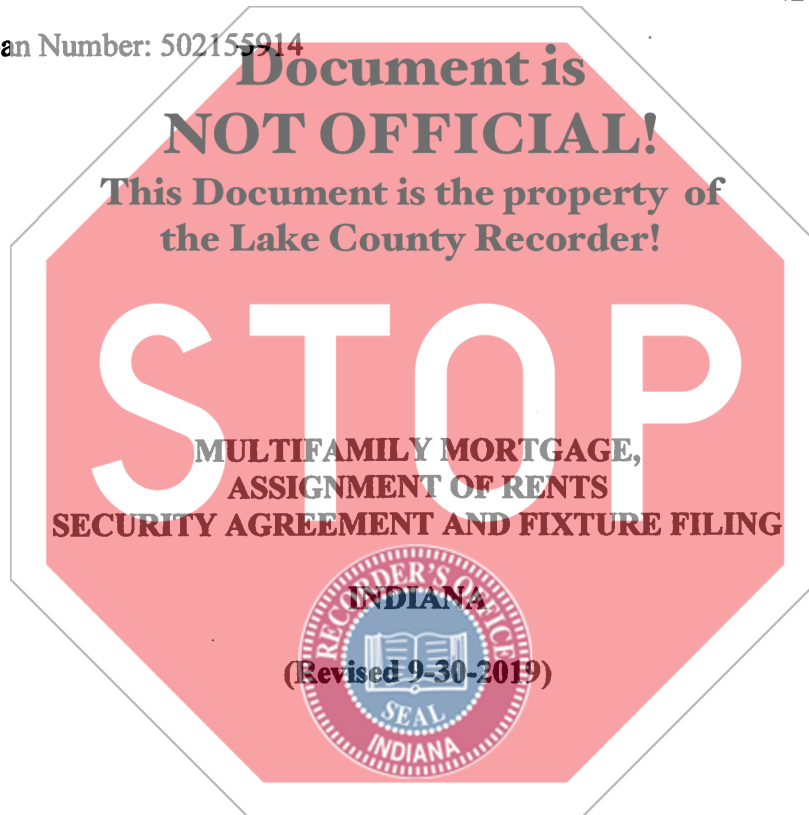 an Number: 502155914
Document is
NOT OFFICIAL!
This Document is the property of
the Lake County Recorder!
STOP
MULTIFAMILY MORTGAGE,
ASSIGNMENT OF RENTS
SECURITY AGREEMENT AND FIXTURE FILING
RECORDER'S OFFICE
INDIANA
(Revised 9-30-2019)
SEAL
INDIANA